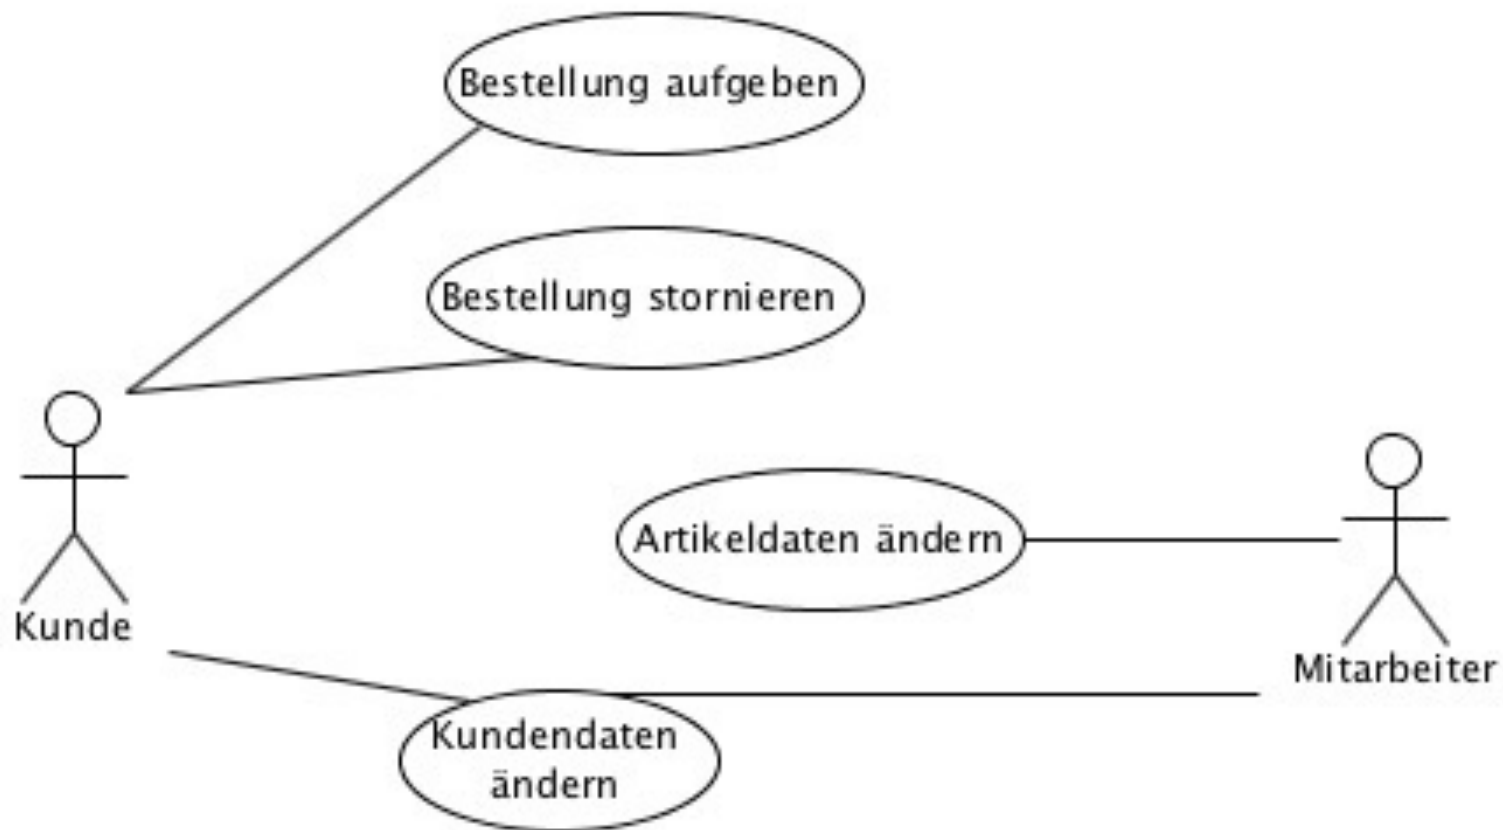 Bestellung aufgeben
Bestellung stornieren
Artikeldaten ändern
Kunde
Mitarbeiter
Kundendaten
ändern